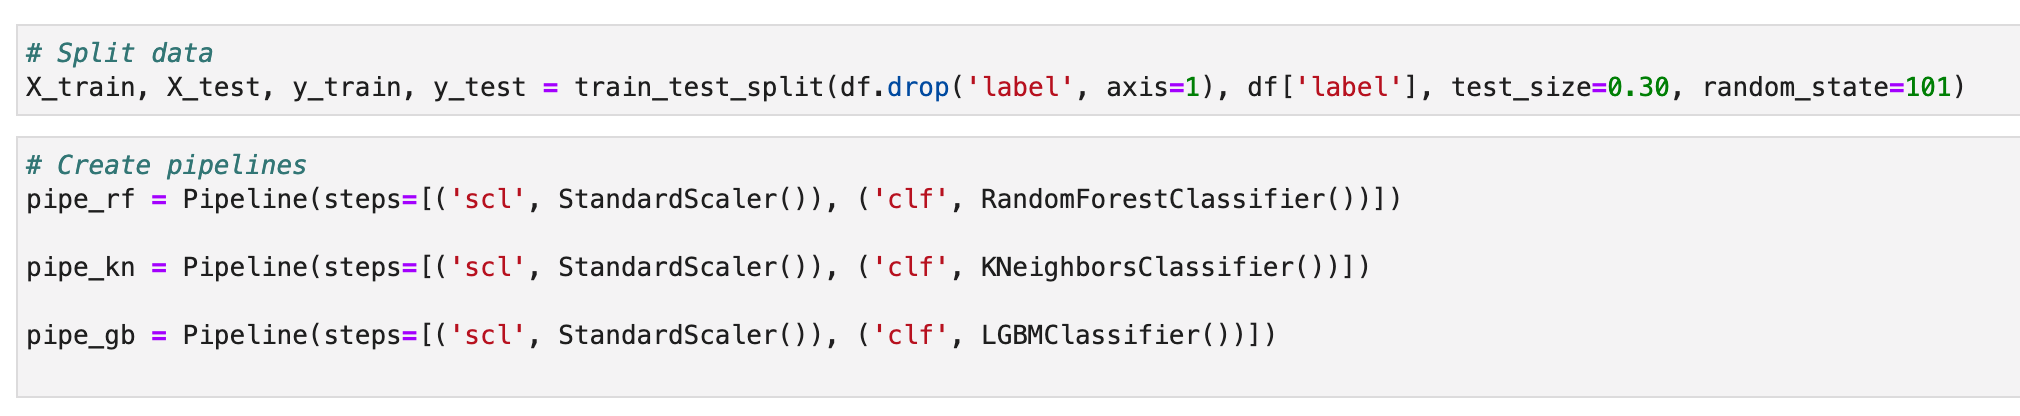 # Split data
X_train, X_test, y_train, y_test = train_test_split(df.drop('label', axis=1), df['label'], test_size=0.30, random_state=101)
# Create pipelines
pipe_rf = Pipeline(steps=[('scl', StandardScaler()), ('clf', RandomForestClassifier())])
pipe_kn = Pipeline(steps=[('scl', StandardScaler()), ('clf', KNeighborsClassifier())])
pipe_gb = Pipeline(steps=[('scl', StandardScaler()), ('clf', LGBMClassifier())])